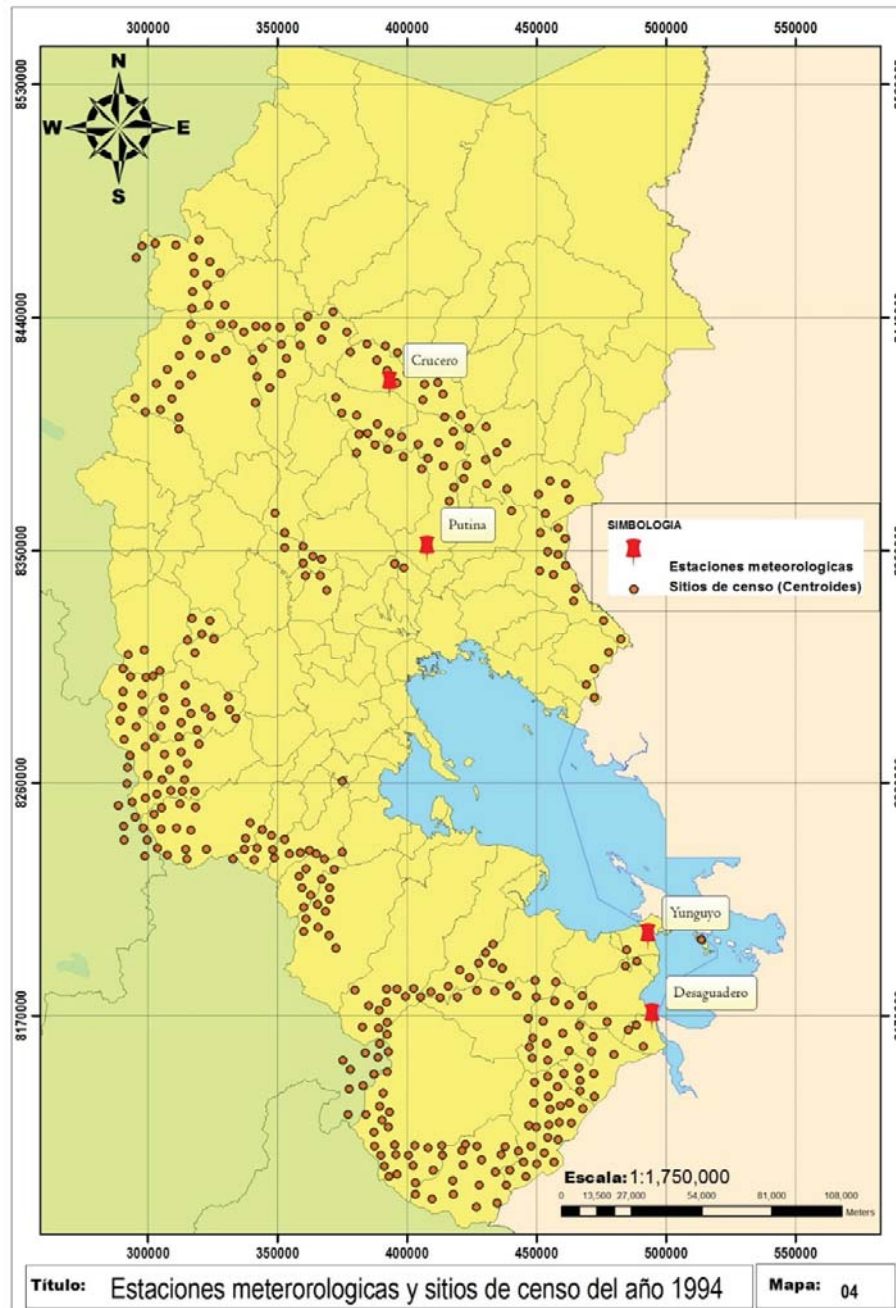 300000 350000 400000 450000 500000 550000
8530000
N
W E
S
8440000
Crucero
Putina
SIMBOLOGIA
Estaciones meteorologicas
Sitios de censo (Centroides)
8350000
8260000
Yunguyo
Desaguadero
8170000
Escala: 1:1,750,000
0 13,500 27,000 54,000 81,000 108,000
Meters
300000 350000 400000 450000 500000 550000
Título: Estaciones meterorologicas y sitios de censo del año 1994 Mapa: 04